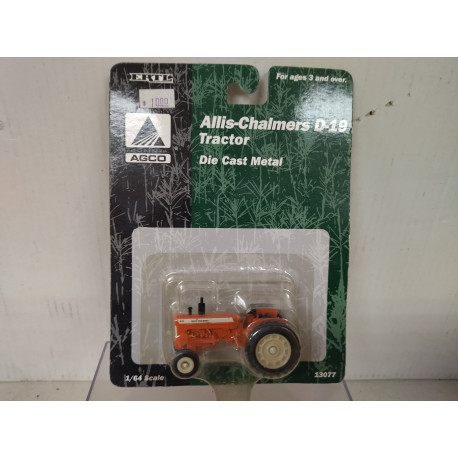 ERTL
For ages 3 and over.
Allis-Chalmers D-19
Tractor
Die Cast Metal
AGCO
1/64 Scale
13077